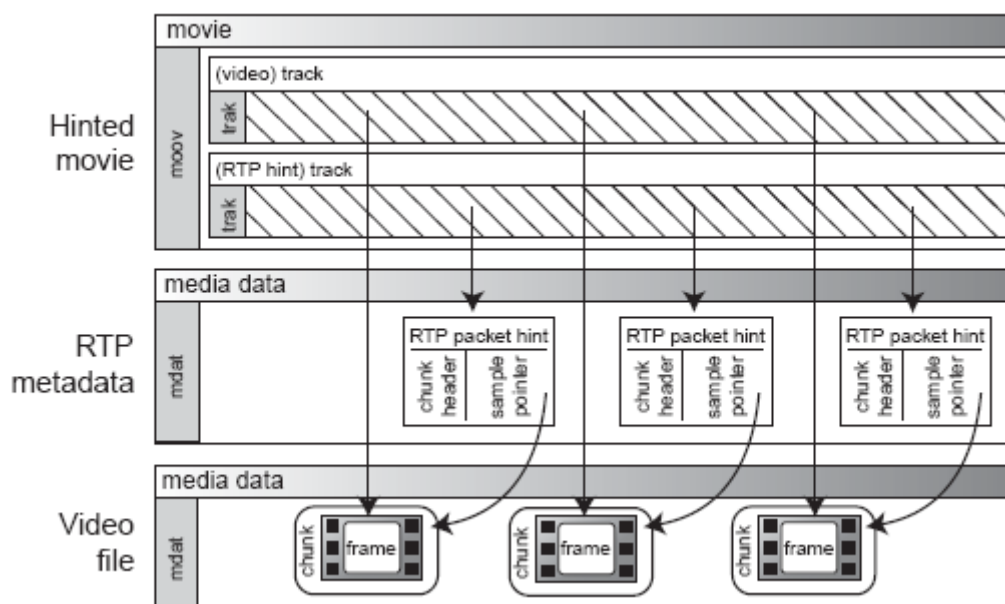 movie
Hinted
movie
moov
(video) track
trak
(RTP hint) track
trak
media data
RTP
metadata
mdat
RTP packet hint
chunk
header
sample
pointer
RTP packet hint
chunk
header
sample
pointer
RTP packet hint
chunk
header
sample
pointer
media data
Video
file
mdat
chunk
frame
chunk
frame
chunk
frame